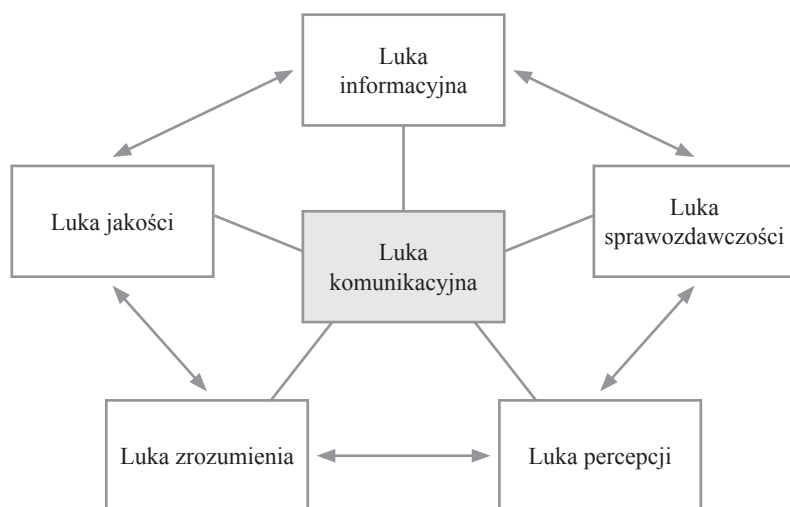 Luka
informacyjna
Luka jakości
Luka
sprawozdawczości
Luka
komunikacyjna
Luka zrozumienia
Luka percepcji